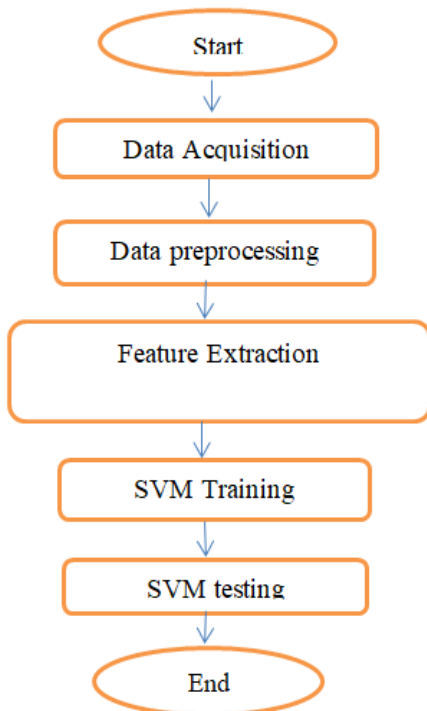 Start
Data Acquisition
Data preprocessing
Feature Extraction
SVM Training
SVM testing
End